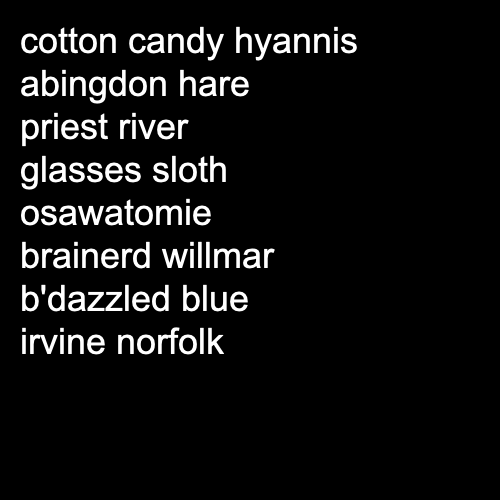 cotton candy hyannis
abingdon hare
priest river
glasses sloth
osawatomie
brainerd willmar
b'dazzled blue
irvine norfolk